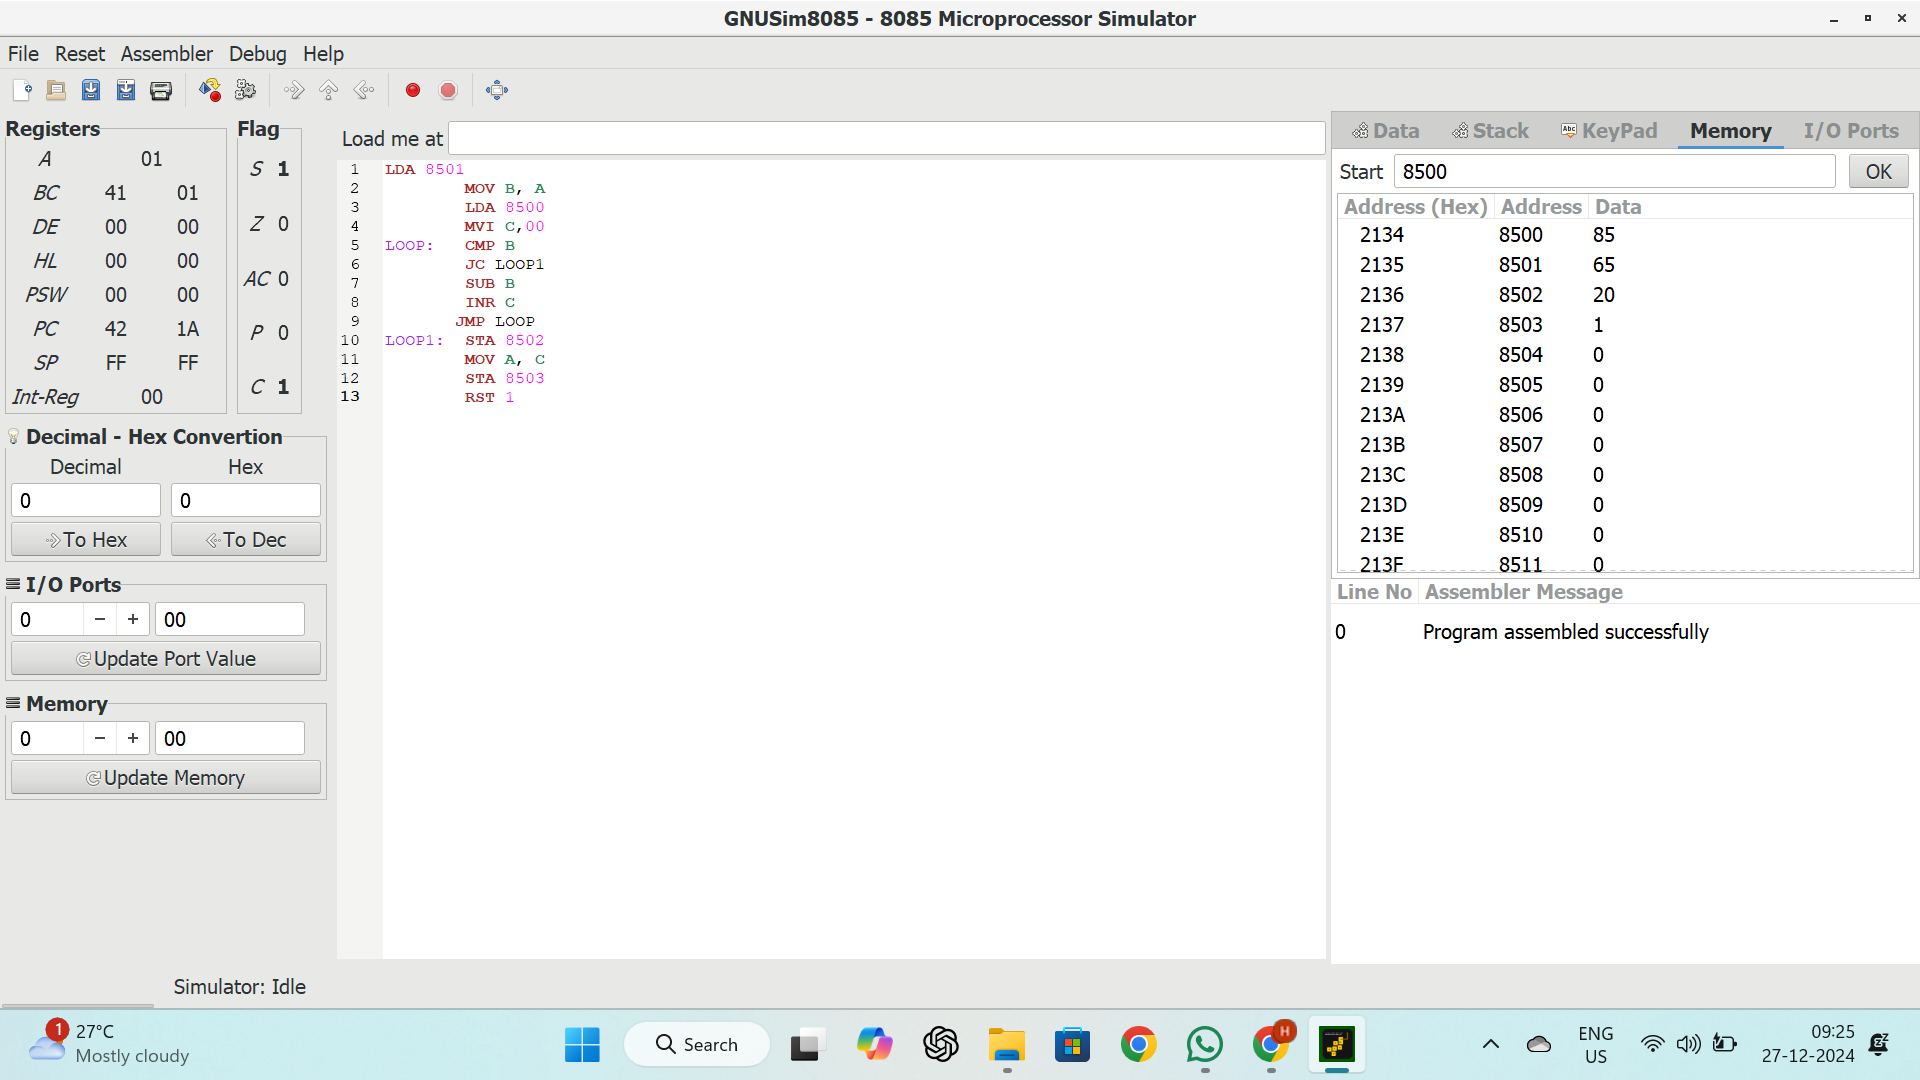 GNUSim8085 - 8085 Microprocessor Simulator
File Reset Assembler Debug Help
Registers
A 01
BC 41 01
DE 00 00
HL 00 00
PSW 00 00
PC 42 1A
SP FF FF
Int-Reg 00
Flag
S 1
Z 0
AC 0
P 0
C 1
Decimal - Hex Convertion
Decimal Hex
0 0
To Hex To Dec
I/O Ports
0 − + 00
Update Port Value
Memory
0 − + 00
Update Memory
Load me at
1 LDA 8501
2 MOV B, A
3 LDA 8500
4 MVI C,00
5 LOOP: CMP B
6 JC LOOP1
7 SUB B
8 INR C
9 JMP LOOP
10 LOOP1: STA 8502
11 MOV A, C
12 STA 8503
13 RST 1
Data Stack Abc KeyPad Memory I/O Ports
Start 8500 OK
Address (Hex) Address Data
2134 8500 85
2135 8501 65
2136 8502 20
2137 8503 1
2138 8504 0
2139 8505 0
213A 8506 0
213B 8507 0
213C 8508 0
213D 8509 0
213E 8510 0
213F 8511 0
Line No Assembler Message
0 Program assembled successfully
Simulator: Idle
1 27°C
Mostly cloudy
Search
H
ENG
US
09:25
27-12-2024